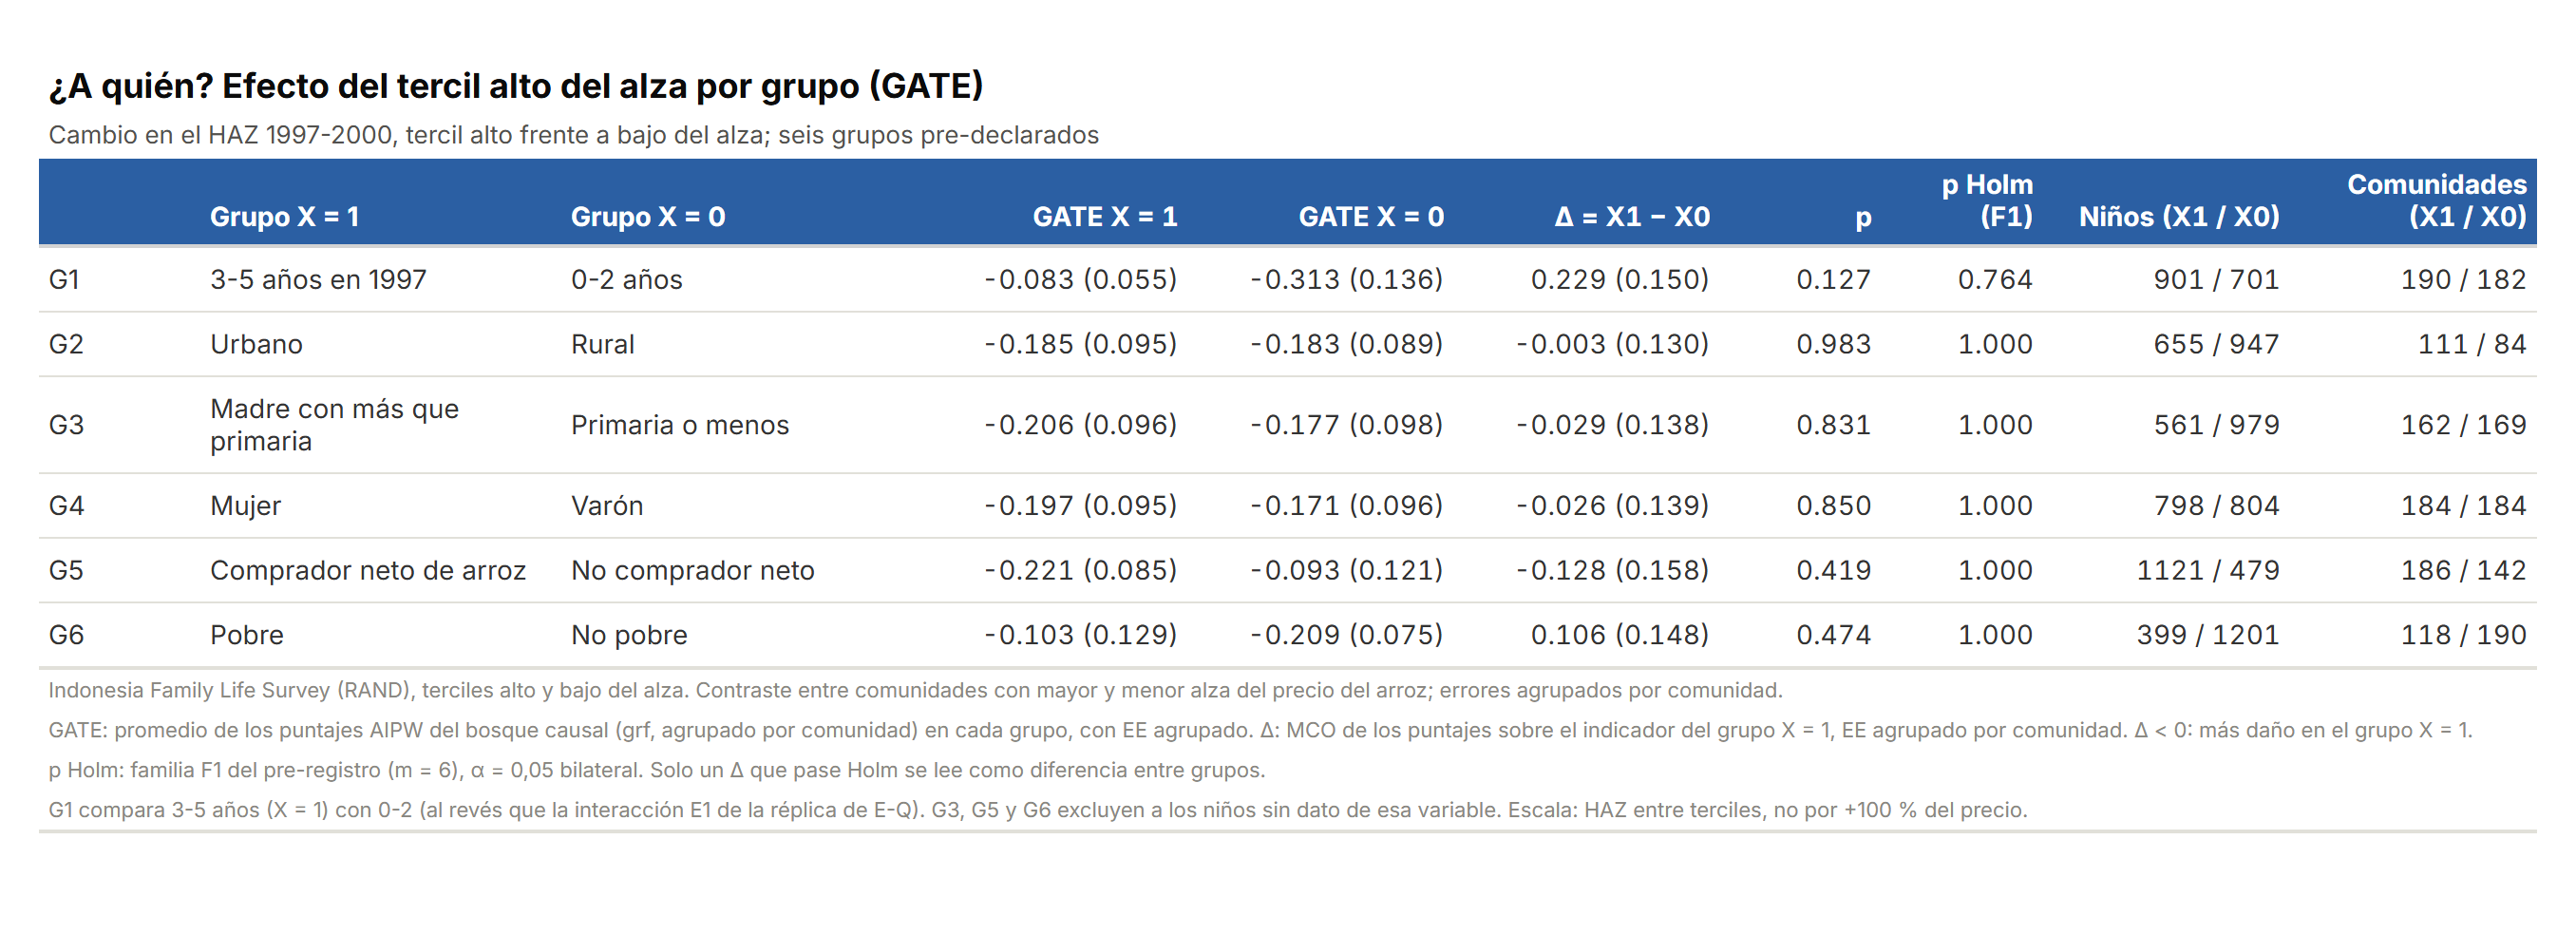 ¿A quién? Efecto del tercil alto del alza por grupo (GATE)
Cambio en el HAZ 1997-2000, tercil alto frente a bajo del alza; seis grupos pre-declarados
Grupo X = 1 Grupo X = 0 GATE X = 1 GATE X = 0 Δ = X1 − X0 p p Holm (F1) Niños (X1 / X0) Comunidades (X1 / X0)
G1 3-5 años en 1997 0-2 años -0.083 (0.055) -0.313 (0.136) 0.229 (0.150) 0.127 0.764 901 / 701 190 / 182
G2 Urbano Rural -0.185 (0.095) -0.183 (0.089) -0.003 (0.130) 0.983 1.000 655 / 947 111 / 84
G3 Madre con más que primaria Primaria o menos -0.206 (0.096) -0.177 (0.098) -0.029 (0.138) 0.831 1.000 561 / 979 162 / 169
G4 Mujer Varón -0.197 (0.095) -0.171 (0.096) -0.026 (0.139) 0.850 1.000 798 / 804 184 / 184
G5 Comprador neto de arroz No comprador neto -0.221 (0.085) -0.093 (0.121) -0.128 (0.158) 0.419 1.000 1121 / 479 186 / 142
G6 Pobre No pobre -0.103 (0.129) -0.209 (0.075) 0.106 (0.148) 0.474 1.000 399 / 1201 118 / 190
Indonesia Family Life Survey (RAND), terciles alto y bajo del alza. Contraste entre comunidades con mayor y menor alza del precio del arroz; errores agrupados por comunidad.
GATE: promedio de los puntajes AIPW del bosque causal (grf, agrupado por comunidad) en cada grupo, con EE agrupado. Δ: MCO de los puntajes sobre el indicador del grupo X = 1, EE agrupado por comunidad. Δ < 0: más daño en el grupo X = 1.
p Holm: familia F1 del pre-registro (m = 6), α = 0,05 bilateral. Solo un Δ que pase Holm se lee como diferencia entre grupos.
G1 compara 3-5 años (X = 1) con 0-2 (al revés que la interacción E1 de la réplica de E-Q). G3, G5 y G6 excluyen a los niños sin dato de esa variable. Escala: HAZ entre terciles, no por +100 % del precio.